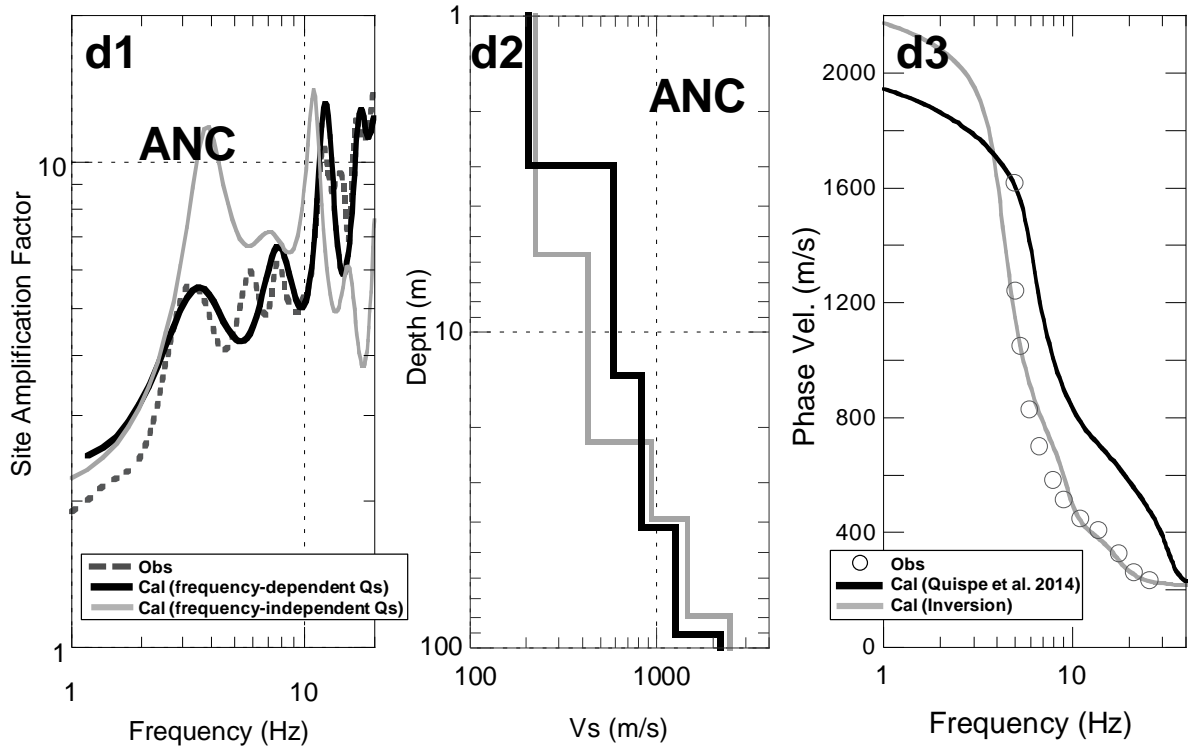 d1
ANC
10
1
Site Amplification Factor
Obs
Cal (frequency-dependent Qs)
Cal (frequency-independent Qs)
1
10
Frequency (Hz)
d2
ANC
1
10
100
Depth (m)
100
1000
Vs (m/s)
d3
2000
1600
1200
800
400
0
Phase Vel. (m/s)
Obs
Cal (Quispe et al. 2014)
Cal (Inversion)
1
10
Frequency (Hz)